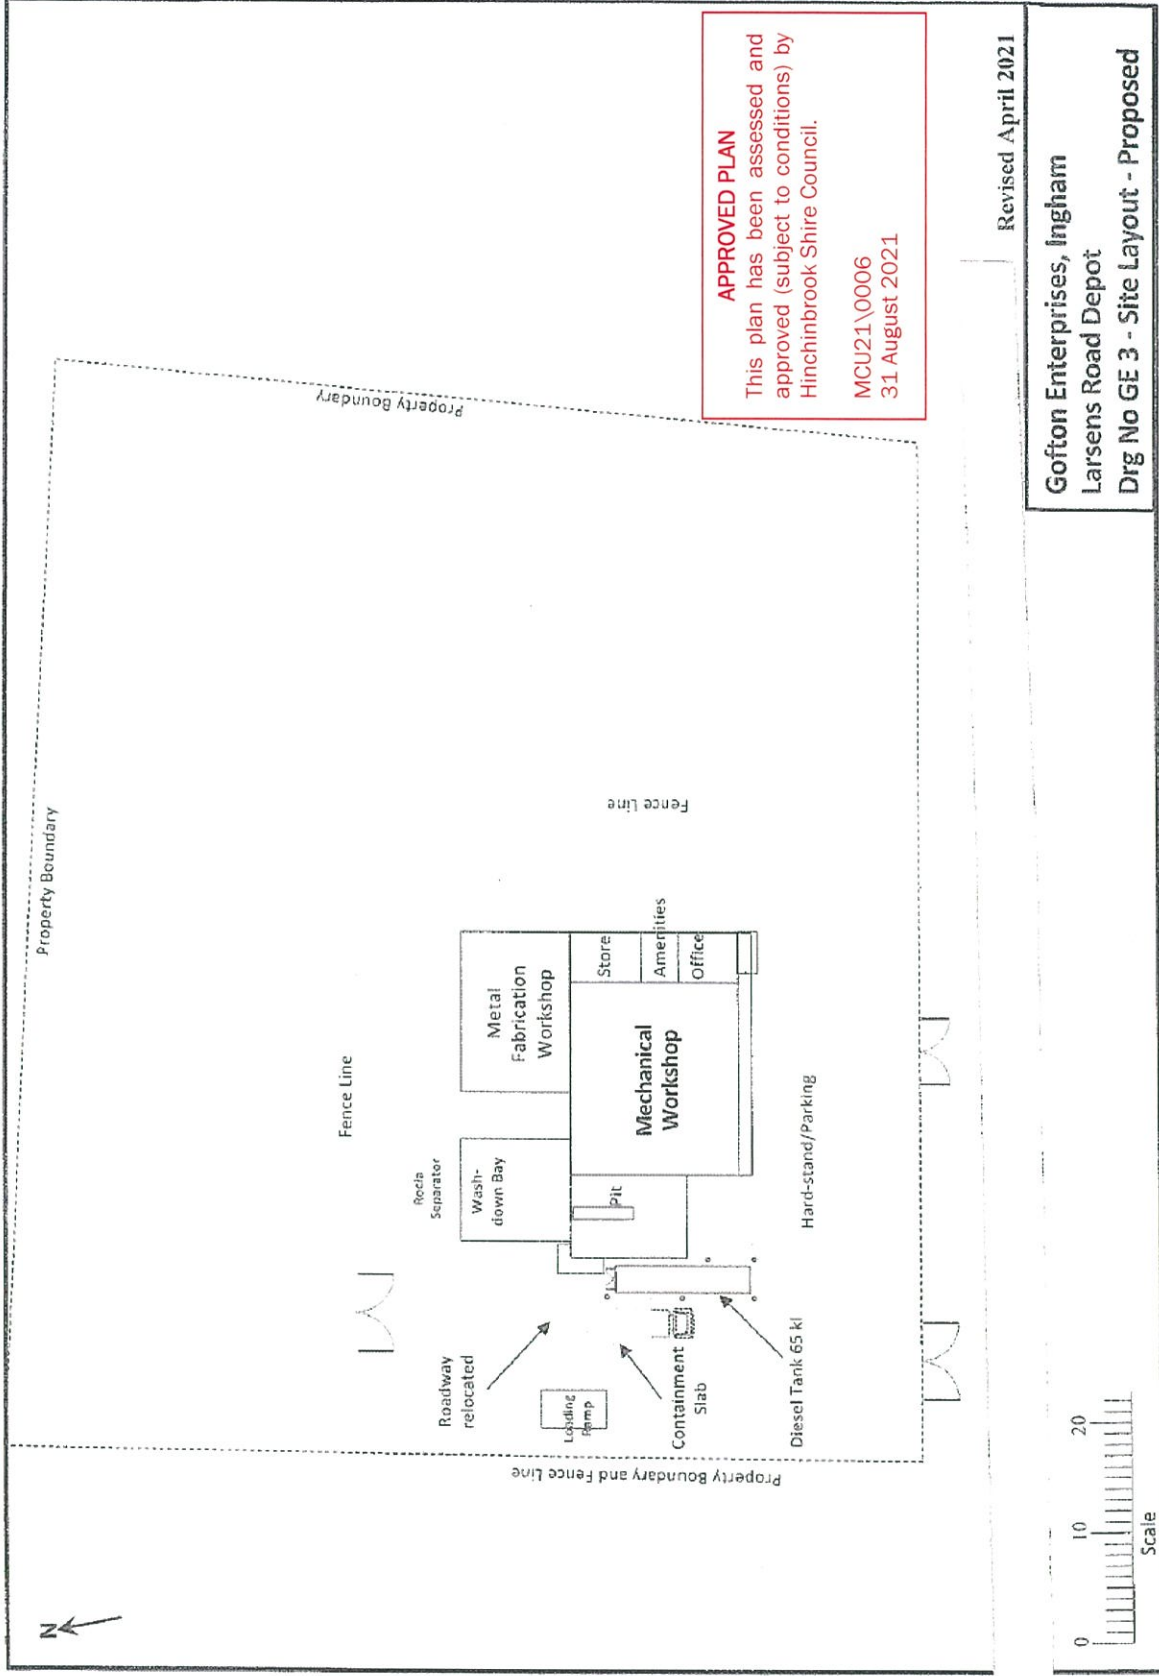 N
Property Boundary
Property Boundary
Fence Line
Fence Line
Rocla
Separator
Wash-
down Bay
Metal
Fabrication
Workshop
Store
Amenities
Office
Mechanical
Workshop
Pit
Roadway
relocated
Loading
Ramp
Containment
Slab
Diesel Tank 65 kl
Hard-stand/Parking
Property Boundary and Fence Line
APPROVED PLAN
This plan has been assessed and
approved (subject to conditions) by
Hinchinbrook Shire Council.
MCU21\0006
31 August 2021
Revised April 2021
0 10 20
Scale
Gofton Enterprises, Ingham
Larsens Road Depot
Drg No GE 3 - Site Layout - Proposed